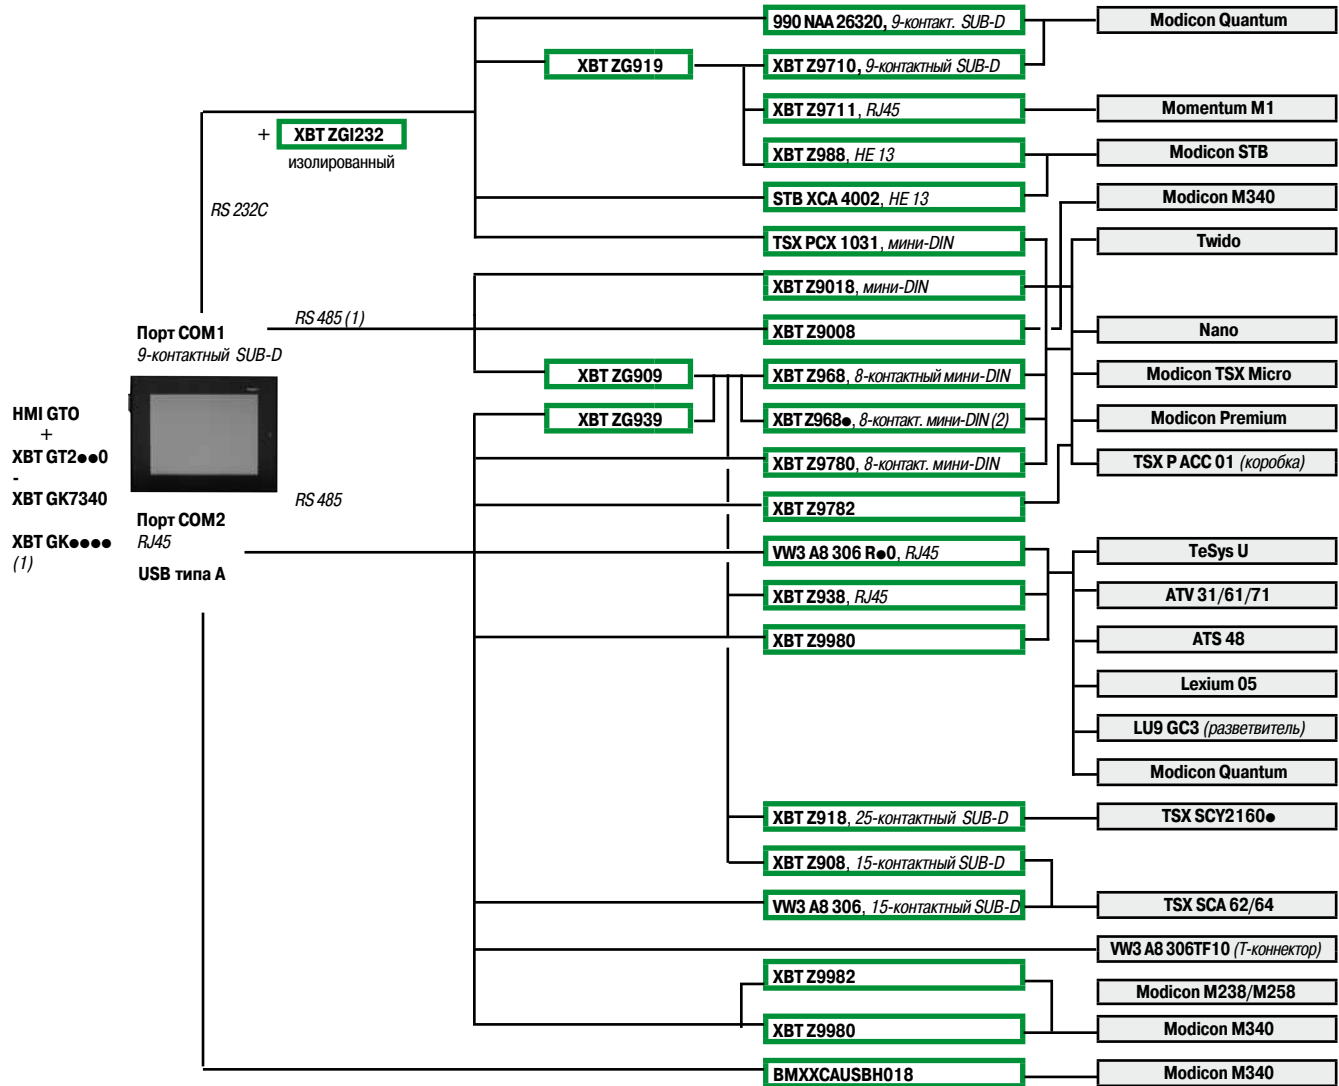 990 NAA 26320, 9-контакт. SUB-D
Modicon Quantum
XBT ZG919
XBT Z9710, 9-контактный SUB-D
XBT Z9711, RJ45
Momentum M1
+ XBT ZGI232
изолированный
XBT Z988, HE 13
Modicon STB
RS 232C
STB XCA 4002, HE 13
Modicon M340
TSX PCX 1031, мини-DIN
Twido
XBT Z9018, мини-DIN
RS 485 (1)
Порт COM1
9-контактный SUB-D
XBT Z9008
Nano
XBT ZG909
XBT Z968, 8-контактный мини-DIN
Modicon TSX Micro
HMI GTO
+
XBT GT2●●0
-
XBT GK7340
XBT GK●●●●
(1)
XBT ZG939
XBT Z968●, 8-контакт. мини-DIN (2)
Modicon Premium
XBT Z9780, 8-контакт. мини-DIN
TSX P ACC 01 (коробка)
RS 485
XBT Z9782
Порт COM2
RJ45
USB типа A
VW3 A8 306 R●0, RJ45
TeSys U
XBT Z938, RJ45
ATV 31/61/71
XBT Z9980
ATS 48
Lexium 05
LU9 GC3 (разветвитель)
Modicon Quantum
XBT Z918, 25-контактный SUB-D
TSX SCY2160●
XBT Z908, 15-контактный SUB-D
VW3 A8 306, 15-контактный SUB-D
TSX SCA 62/64
VW3 A8 306TF10 (Т-коннектор)
XBT Z9982
Modicon M238/M258
XBT Z9980
Modicon M340
BMXXCAUSBH018
Modicon M340